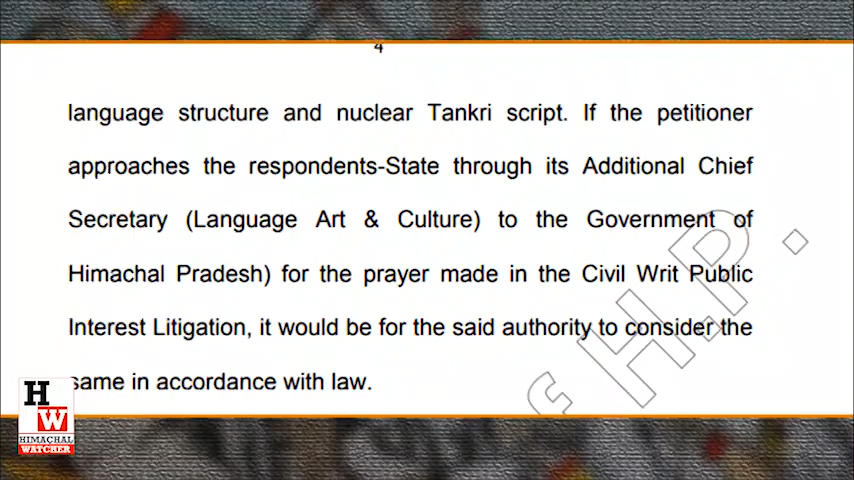 4
language structure and nuclear Tankri script. If the petitioner
approaches the respondents-State through its Additional Chief
Secretary (Language Art & Culture) to the Government of
Himachal Pradesh) for the prayer made in the Civil Writ Public
Interest Litigation, it would be for the said authority to consider the
same in accordance with law.
H.P.
HW
HIMACHAL
WATCHER